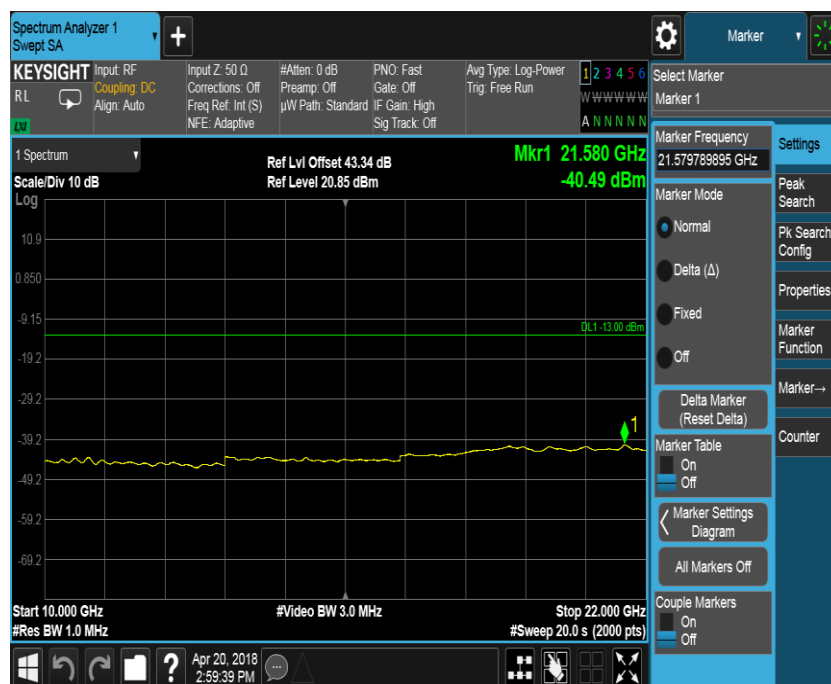 Spectrum Analyzer 1
Swept SA
Marker
KEYSIGHT
RL
LXI
Input: RF
Coupling: DC
Align: Auto
Input Z: 50 Ω
Corrections: Off
Freq Ref: Int (S)
NFE: Adaptive
#Atten: 0 dB
Preamp: Off
µW Path: Standard
PNO: Fast
Gate: Off
IF Gain: High
Sig Track: Off
Avg Type: Log-Power
Trig: Free Run
1 2 3 4 5 6
W W W W W W
A N N N N N
Select Marker
Marker 1
1 Spectrum
Scale/Div 10 dB
Log
Ref Lvl Offset 43.34 dB
Ref Level 20.85 dBm
Mkr1 21.580 GHz
-40.49 dBm
10.9
0.850
-9.15
-19.2
-29.2
-39.2
-49.2
-59.2
-69.2
DL1 -13.00 dBm
1
Start 10.000 GHz
#Res BW 1.0 MHz
#Video BW 3.0 MHz
Stop 22.000 GHz
#Sweep 20.0 s (2000 pts)
Marker Frequency
21.579789895 GHz
Marker Mode
Normal
Delta (Δ)
Fixed
Off
Delta Marker
(Reset Delta)
Marker Table
On
Off
Marker Settings
Diagram
All Markers Off
Couple Markers
On
Off
Settings
Peak
Search
Pk Search
Config
Properties
Marker
Function
Marker→
Counter
?
Apr 20, 2018
2:59:39 PM